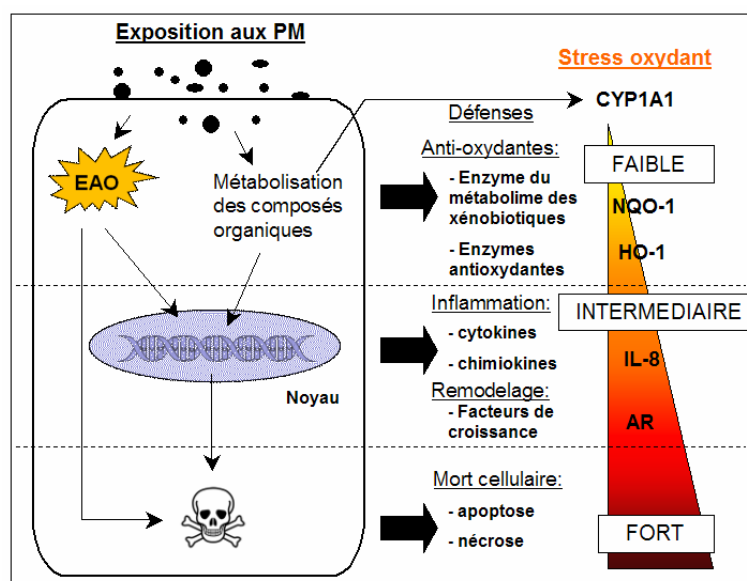 Exposition aux PM
Stress oxydant
EAO
Métabolisation
des composés
organiques
Noyau
Défenses
Anti-oxydantes:
- Enzyme du
métabolime des
xénobiotiques
- Enzymes
antioxydantes
Inflammation:
- cytokines
- chimiokines
Remodelage:
- Facteurs de
croissance
Mort cellulaire:
- apoptose
- nécrose
CYP1A1
FAIBLE
NQO-1
HO-1
INTERMEDIAIRE
IL-8
AR
FORT